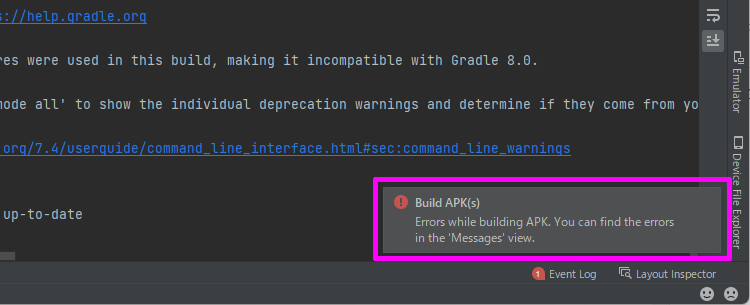 s://help.gradle.org
res were used in this build, making it incompatible with Gradle 8.0.
mode all' to show the individual deprecation warnings and determine if they come from yo
.org/7.4/userguide/command_line_interface.html#sec:command_line_warnings
up-to-date
Build APK(s)
Errors while building APK. You can find the errors
in the 'Messages' view.
Emulator
Device File Explorer
1 Event Log
Layout Inspector